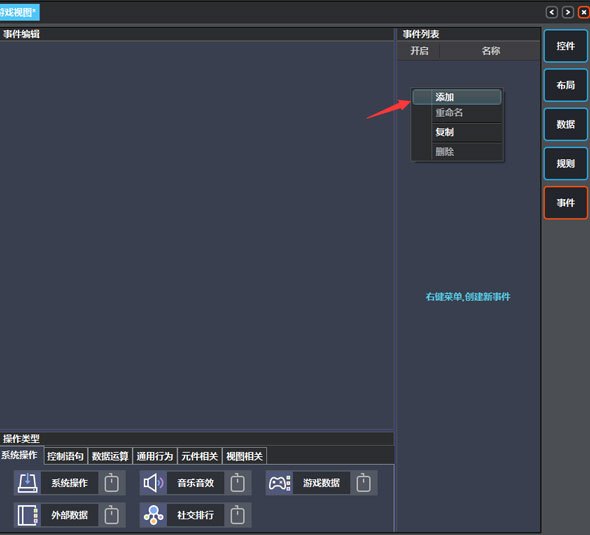 游戏视图*
事件编辑
事件列表
开启 名称
添加
重命名
复制
删除
右键菜单,创建新事件
控件
布局
数据
规则
事件
操作类型
系统操作 控制语句 数据运算 通用行为 元件相关 视图相关
系统操作 音乐音效 游戏数据
外部数据 社交排行